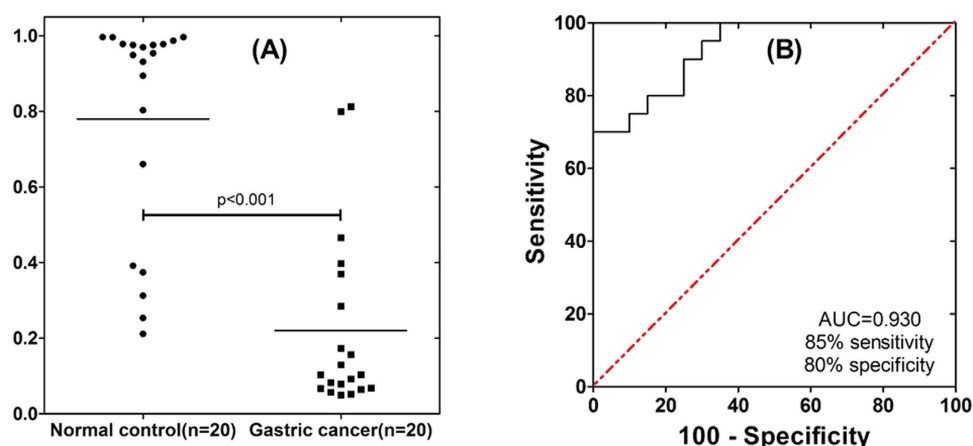 (A)
1.0
0.8
0.6
0.4
0.2
0.0
p<0.001
Normal control(n=20) Gastric cancer(n=20)
(B)
Sensitivity
100
80
60
40
20
0
AUC=0.930
85% sensitivity
80% specificity
0 20 40 60 80 100
100 - Specificity